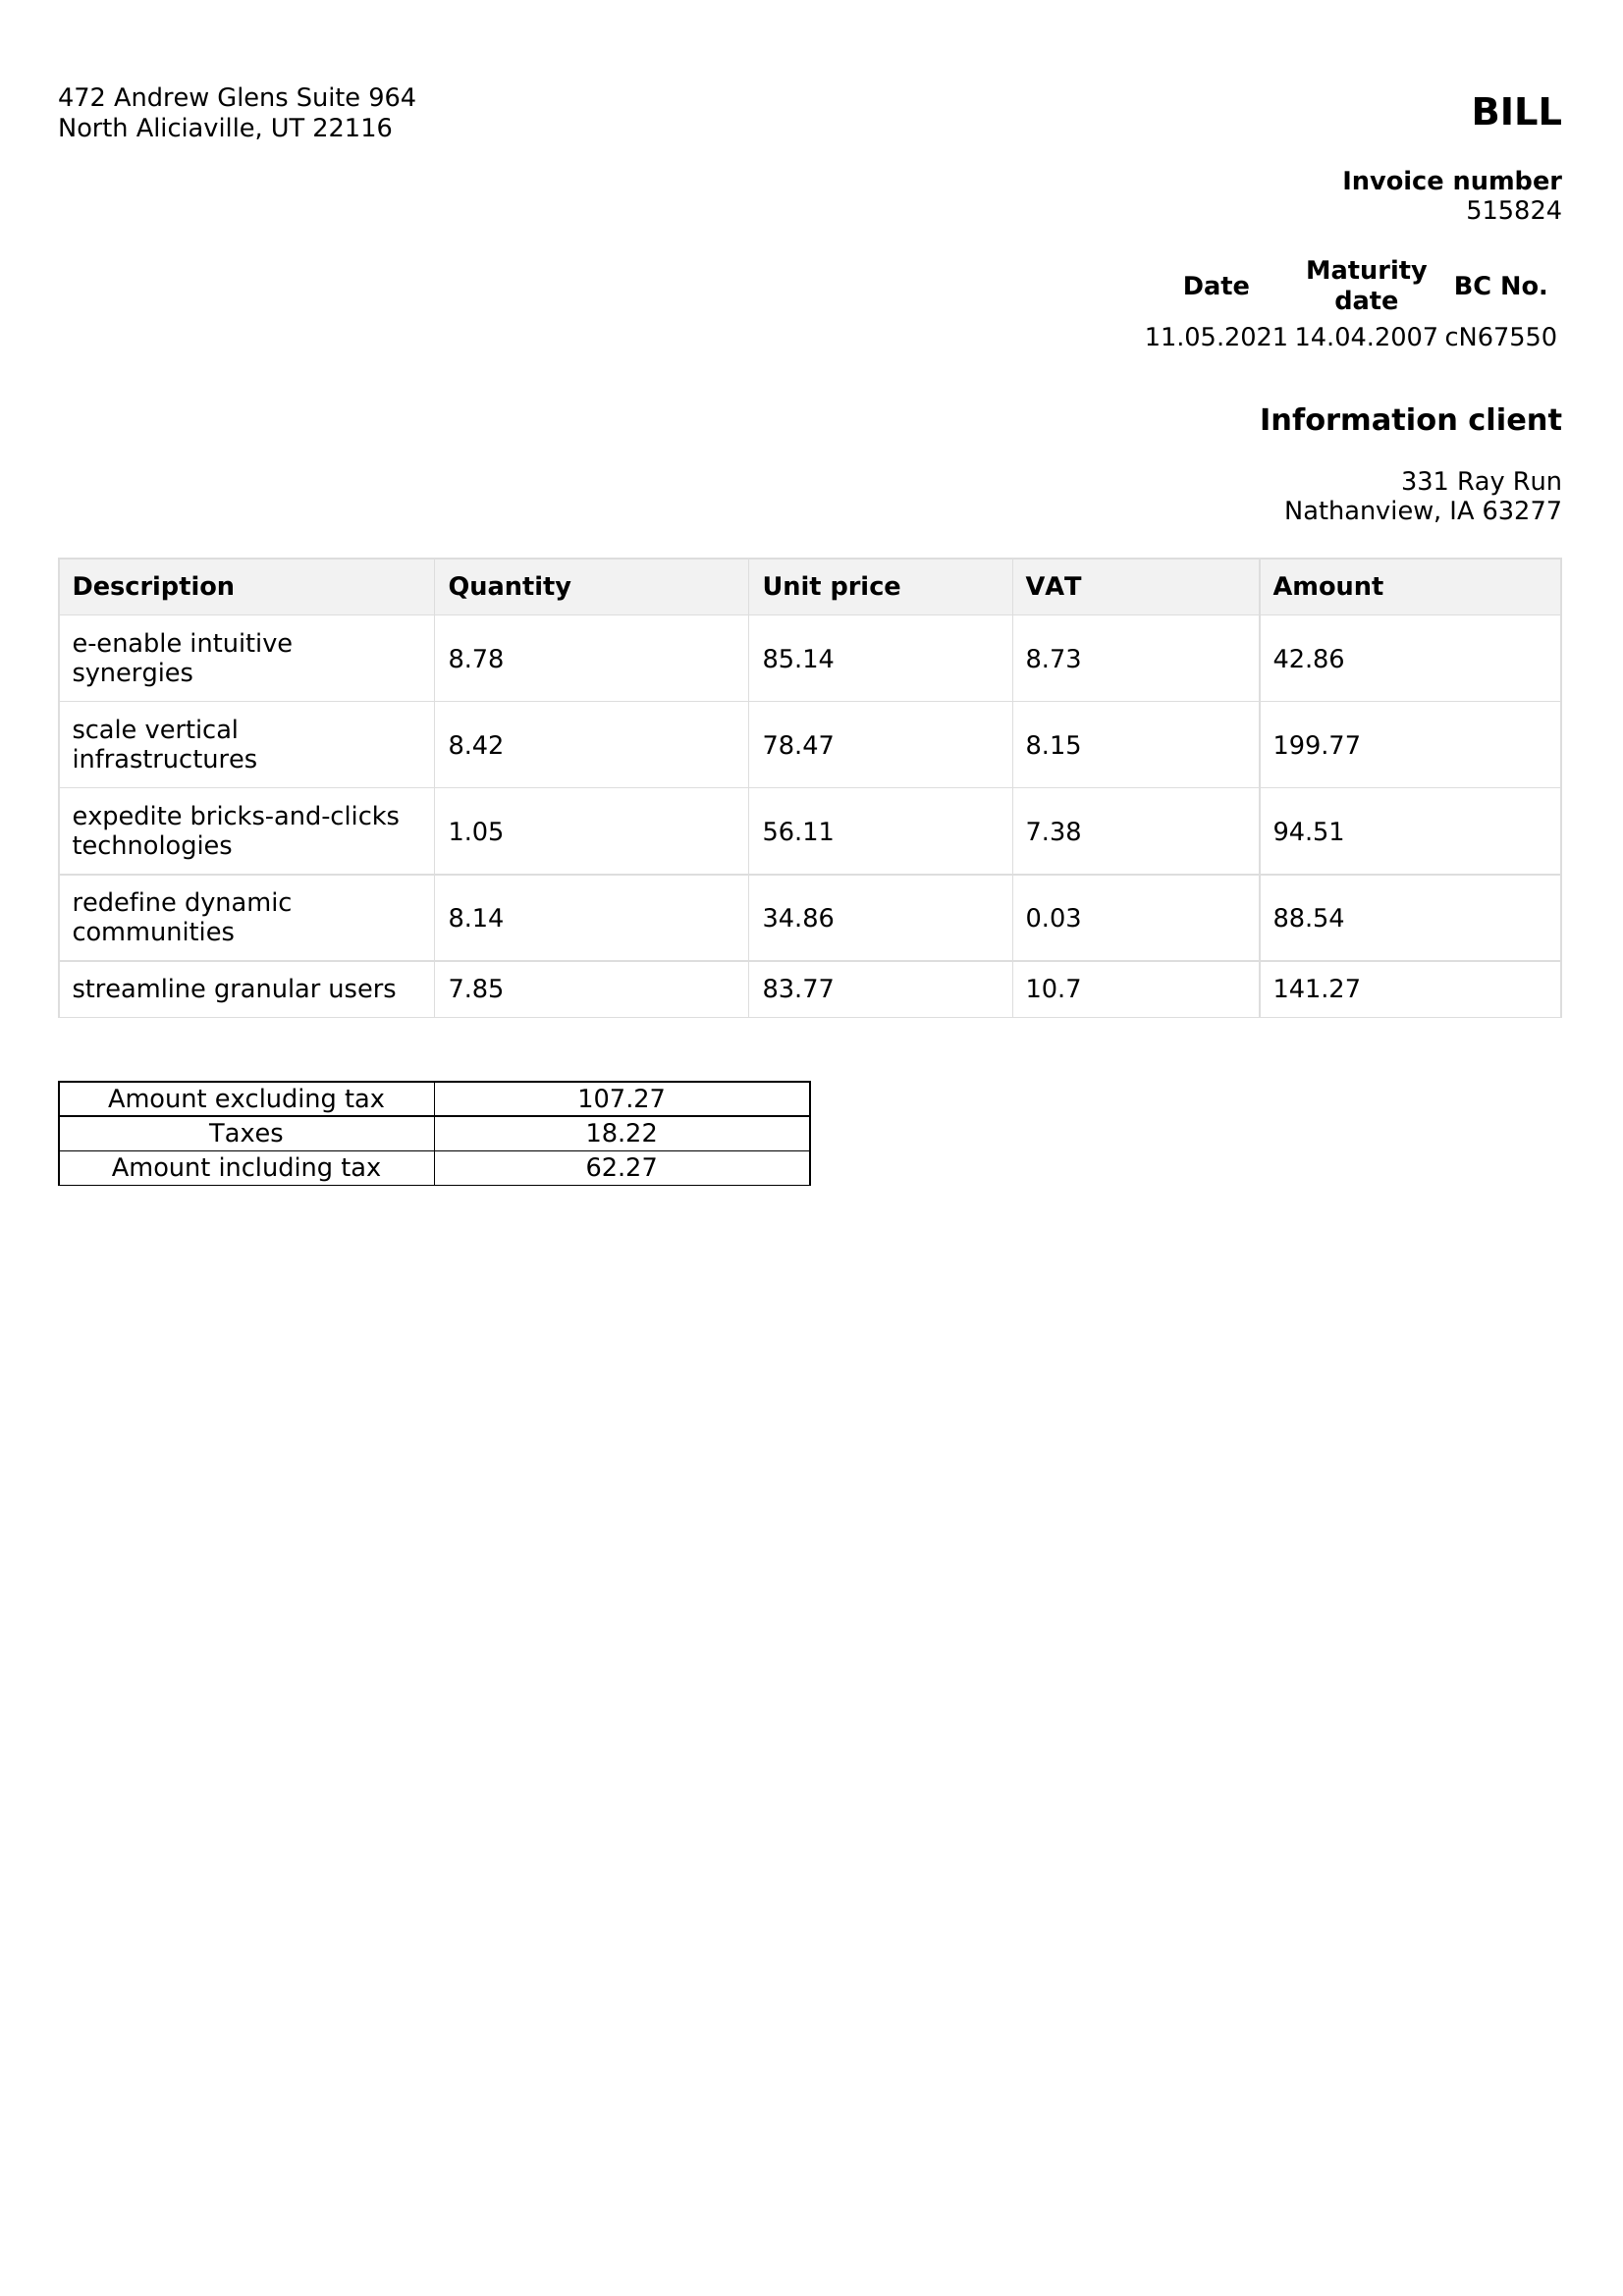 472 Andrew Glens Suite 964
North Aliciaville, UT 22116
BILL
Invoice number
515824
Date Maturity date BC No.
11.05.2021 14.04.2007 cN67550
Information client
331 Ray Run
Nathanview, IA 63277
Description Quantity Unit price VAT Amount
e-enable intuitive
synergies 8.78 85.14 8.73 42.86
scale vertical
infrastructures 8.42 78.47 8.15 199.77
expedite bricks-and-clicks
technologies 1.05 56.11 7.38 94.51
redefine dynamic
communities 8.14 34.86 0.03 88.54
streamline granular users 7.85 83.77 10.7 141.27
Amount excluding tax 107.27
Taxes 18.22
Amount including tax 62.27